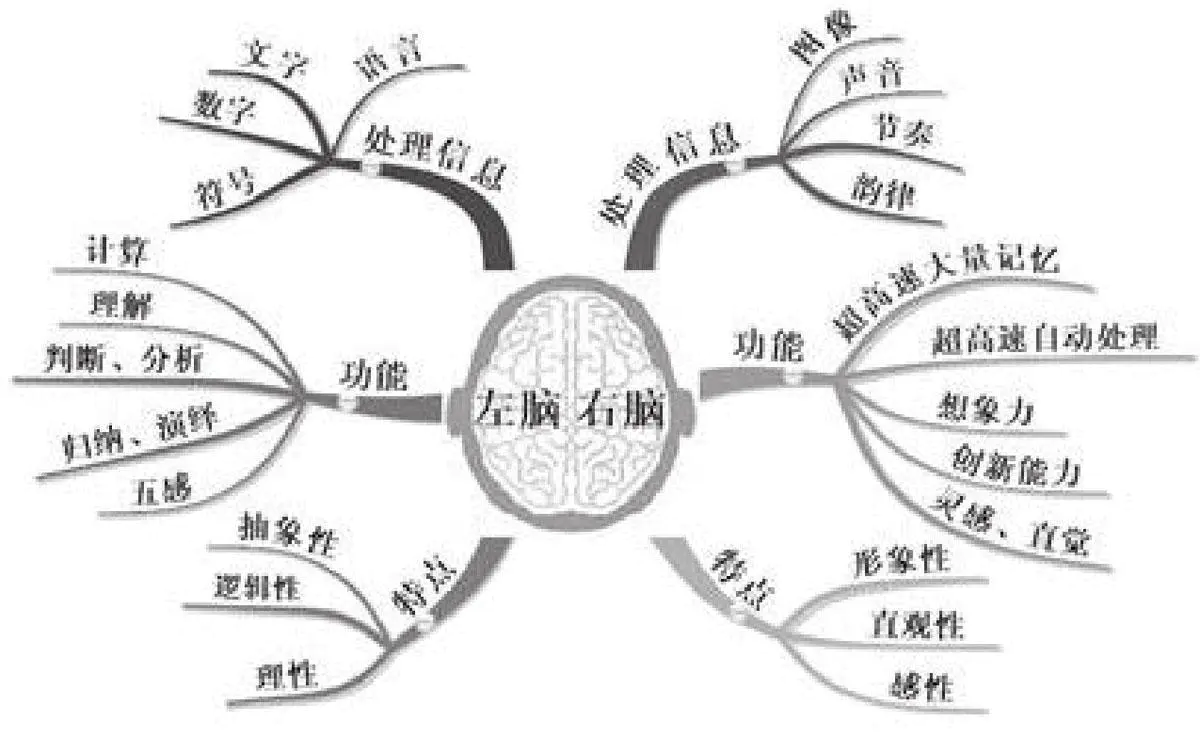 左脑
处理信息
语言
文字
数字
符号
功能
计算
理解
判断、分析
归纳、演绎
五感
特点
抽象性
逻辑性
理性
右脑
处理信息
图像
声音
节奏
韵律
功能
超高速大量记忆
超高速自动处理
想象力
创新能力
灵感、直觉
特点
形象性
直观性
感性